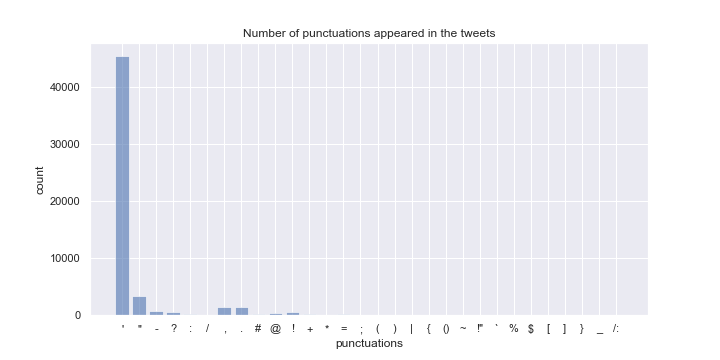 Number of punctuations appeared in the tweets
40000
30000
20000
10000
0
count
' " - ? : / , . # @ ! + * = ; ( ) | { () ~ !" ` % $ [ ] } _ /:
punctuations